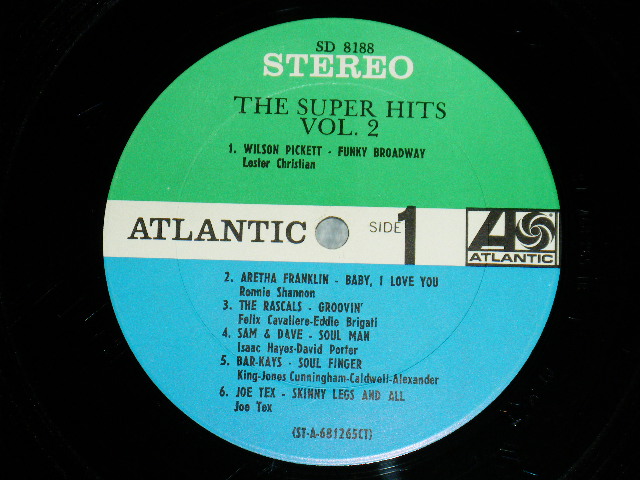 SD 8188
STEREO
THE SUPER HITS
VOL. 2
1. WILSON PICKETT - FUNKY BROADWAY
Lester Christian
ATLANTIC
SIDE 1
ATLANTIC
2. ARETHA FRANKLIN - BABY, I LOVE YOU
Ronnie Shannon
3. THE RASCALS - GROOVIN'
Felix Cavaliere-Eddie Brigati
4. SAM & DAVE - SOUL MAN
Isaac Hayes-David Porter
5. BAR-KAYS - SOUL FINGER
King-Jones-Cunningham-Caldwell-Alexander
6. JOE TEX - SKINNY LEGS AND ALL
Joe Tex
(ST-A-681265CT)